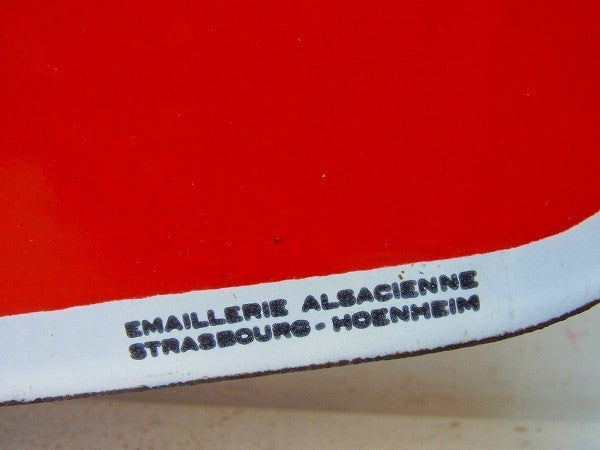 EMAILLERIE ALSACIENNE
STRASBOURG - HOENHEIM